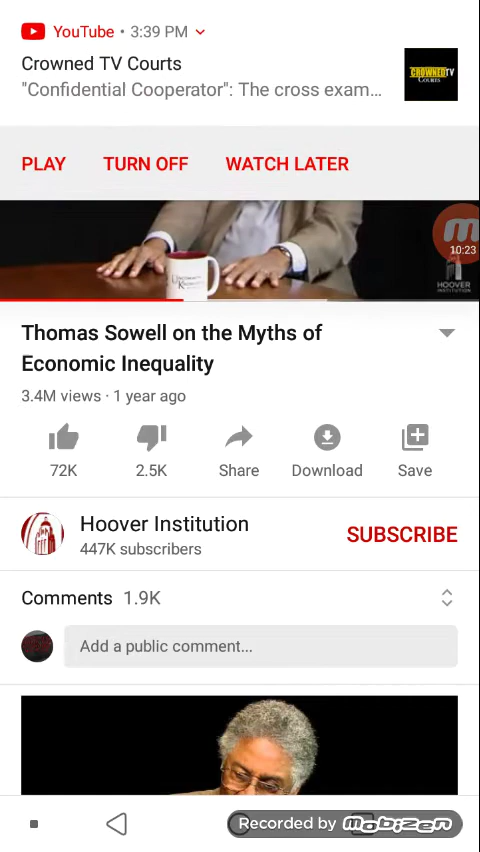 YouTube • 3:39 PM
Crowned TV Courts
"Confidential Cooperator": The cross exam...
CROWNEDTV
COURTS
PLAY TURN OFF WATCH LATER
10:23
HOOVER
INSTITUTION
Thomas Sowell on the Myths of
Economic Inequality
3.4M views · 1 year ago
72K 2.5K Share Download Save
Hoover Institution
447K subscribers
SUBSCRIBE
Comments 1.9K
Add a public comment...
Recorded by mobizen